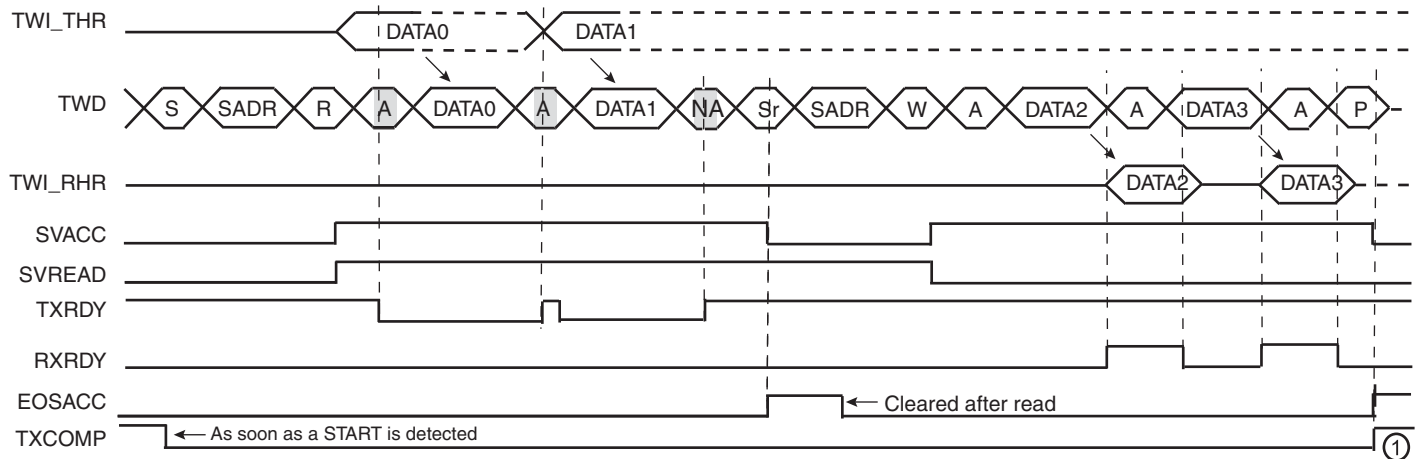 TWI_THR DATA0 DATA1
TWD S SADR R A DATA0 A DATA1 NA Sr SADR W A DATA2 A DATA3 A P
TWI_RHR DATA2 DATA3
SVACC
SVREAD
TXRDY
RXRDY
EOSACC Cleared after read
TXCOMP As soon as a START is detected 1